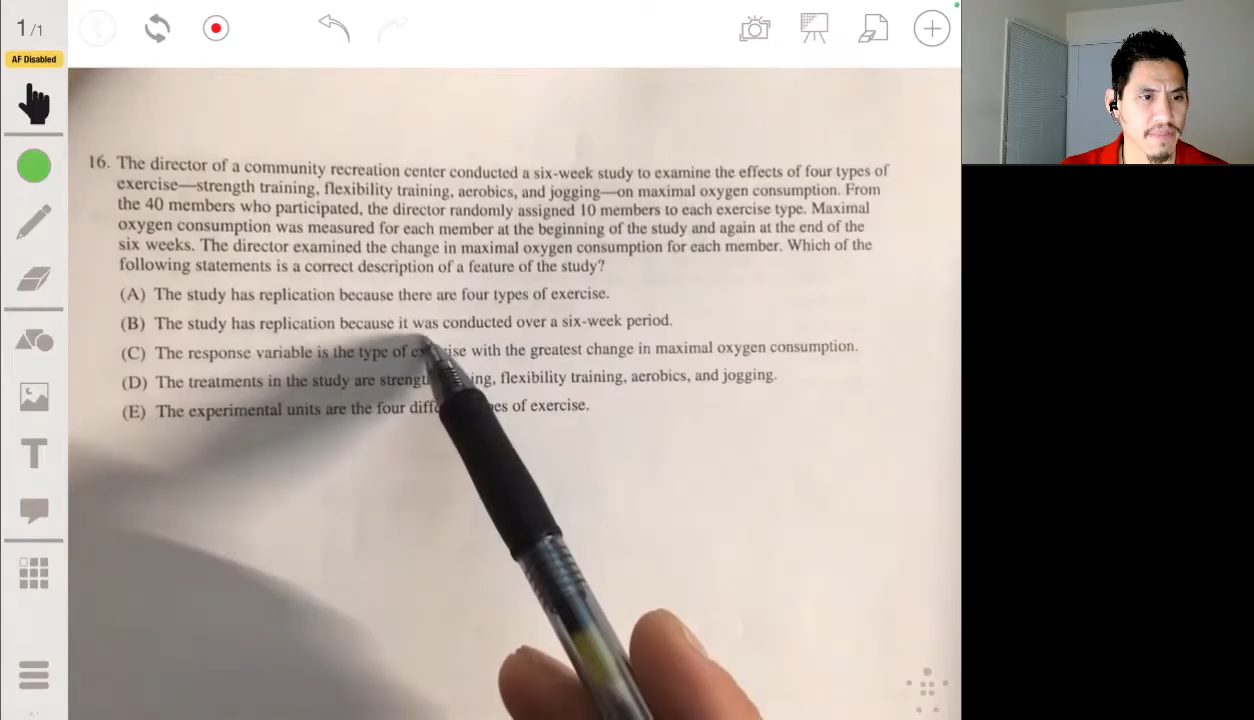 1/1
AF Disabled
16. The director of a community recreation center conducted a six-week study to examine the effects of four types of
exercise—strength training, flexibility training, aerobics, and jogging—on maximal oxygen consumption. From
the 40 members who participated, the director randomly assigned 10 members to each exercise type. Maximal
oxygen consumption was measured for each member at the beginning of the study and again at the end of the
six weeks. The director examined the change in maximal oxygen consumption for each member. Which of the
following statements is a correct description of a feature of the study?
(A) The study has replication because there are four types of exercise.
(B) The study has replication because it was conducted over a six-week period.
(C) The response variable is the type of with the greatest change in maximal oxygen consumption.
(D) The treatments in the study are flexibility training, aerobics, and jogging.
(E) The experimental units are the four of exercise.
T